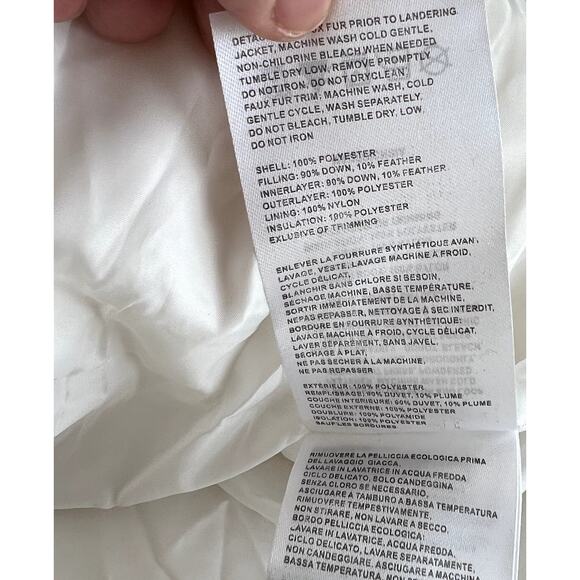 FUR PRIOR TO LANDERING
JACKET, MACHINE WASH COLD GENTLE,
NON-CHLORINE BLEACH WHEN NEEDED
TUMBLE DRY LOW, REMOVE PROMPTLY
DO NOT IRON, DO NOT DRYCLEAN.
FAUX FUR TRIM: MACHINE WASH, COLD
GENTLE CYCLE, WASH SEPARATELY,
DO NOT BLEACH, TUMBLE DRY, LOW,
DO NOT IRON
SHELL: 100% POLYESTER
FILLING: 90% DOWN, 10% FEATHER
INNERLAYER: 90% DOWN, 10% FEATHER
OUTERLAYER: 100% POLYESTER
LINING: 100% NYLON
INSULATION: 100% POLYESTER
EXLUSIVE OF TRIMMING
ENLEVER LA FOURRURE SYNTHÉTIQUE AVANT
LAVAGE, VESTE, LAVAGE MACHINE À FROID,
CYCLE DÉLICAT,
BLANCHIR SANS CHLORE SI BESOIN,
SÉCHAGE MACHINE, BASSE TEMPÉRATURE,
SORTIR IMMÉDIATEMENT DE LA MACHINE,
NE PAS REPASSER, NETTOYAGE À SEC INTERDIT,
BORDURE EN FOURRURE SYNTHÉTIQUE:
LAVAGE MACHINE À FROID, CYCLE DÉLICAT,
LAVER SÉPARÉMENT, SANS JAVEL,
SÉCHAGE À PLAT,
NE PAS SÉCHER À LA MACHINE,
NE PAS REPASSER
EXTÉRIEUR: 100% POLYESTER
REMPLISSAGE: 90% DUVET, 10% PLUME
COUCHE INTERIEURE: 90% DUVET, 10% PLUME
COUCHE EXTERNE: 100% POLYESTER
DOUBLURE: 100% POLYAMIDE
ISOLATION: 100% POLYESTER
SAUF LES BORDURES
RIMUOVERE LA PELLICCIA ECOLOGICA PRIMA
DEL LAVAGGIO GIACCA,
LAVARE IN LAVATRICE IN ACQUA FREDDA
CICLO DELICATO, SOLO CANDEGGINA
SENZA CLORO SE NECESSARIO,
ASCIUGARE A TAMBURO A BASSA TEMPERATURA
RIMUOVERE TEMPESTIVAMENTE,
NON STIRARE, NON LAVARE A SECCO.
BORDO PELLICCIA ECOLOGICA:
LAVARE IN LAVATRICE IN ACQUA FREDDA,
CICLO DELICATO, LAVARE SEPARATAMENTE,
NON CANDEGGIARE, ASCIUGARE A MACCHINA
BASSA TEMPERATURA